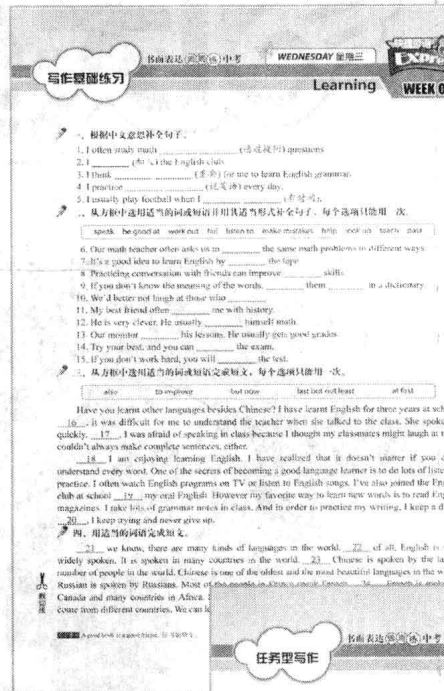 书面表达周周练中考
WEDNESDAY 星期三
写作基础练习
Learning
WEEK 0
一、根据中文意思补全句子。
1. I often study math (通过提问) questions.
2. I (加入) the English club.
3. I think (重要) for me to learn English grammar.
4. I practice (说英语) every day.
5. I usually play football when I (有时间).
二、从方框中选用适当的词或短语并用其适当形式补全句子。每个选项只能用一次。
speak be good at work out fail listen to make mistakes help look up teach pass
6. Our math teacher often asks us to the same math problems in different ways.
7. It's a good idea to learn English by the tape.
8. Practicing conversation with friends can improve skills.
9. If you don't know the meaning of the words, them in a dictionary.
10. We'd better not laugh at those who .
11. My best friend often me with history.
12. He is very clever. He usually himself math.
13. Our monitor his lessons. He usually gets good grades.
14. Try your best, and you can the exam.
15. If you don't work hard, you will the test.
三、从方框中选用适当的词或短语完成短文。每个选项只能用一次。
also to improve but now last but not least at first
Have you learnt other languages besides Chinese? I have learnt English for three years at sch
16 , it was difficult for me to understand the teacher when she talked to the class. She spoke
quickly. 17 , I was afraid of speaking in class because I thought my classmates might laugh at
couldn't always make complete sentences, either.
18 I am enjoying learning English. I have realized that it doesn't matter if you
understand every word. One of the secrets of becoming a good language learner is to do lots of liste
practice. I often watch English programs on TV or listen to English songs. I've also joined the Eng
club at school 19 my oral English. However my favorite way to learn new words is to read Eng
magazines. I take lots of grammar notes in class. And in order to practice my writing, I keep a d
20 , I keep trying and never give up.
四、用适当的词完成短文。
21 we know, there are many kinds of languages in the world. 22 of all, English is
widely spoken. It is spoken in many countries in the world. 23 Chinese is spoken by the la
number of people in the world. Chinese is one of the oldest and the most beautiful languages in the w
Russian is spoken by Russians. Most of the people in
Canada and many countries in Africa.
come from different countries. We can
A good book is a good friend.
书面表达周周练中考
任务型写作